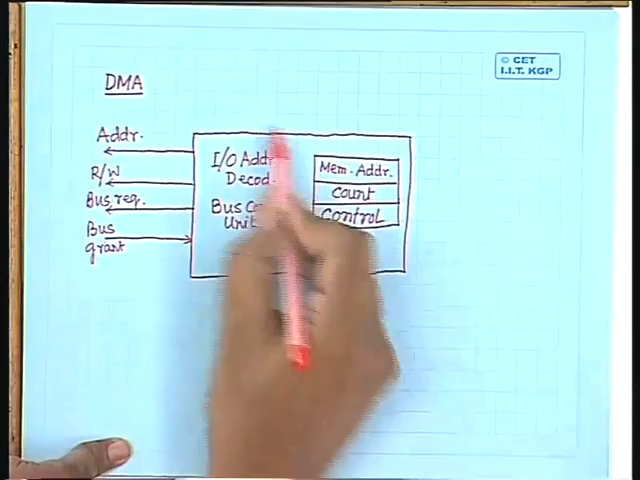 © CET
I.I.T. KGP
DMA
Addr.
R/W
Bus req.
Bus
grant
I/O Addr
Decod.
Bus Co
Unit
Mem. Addr.
Count
Control